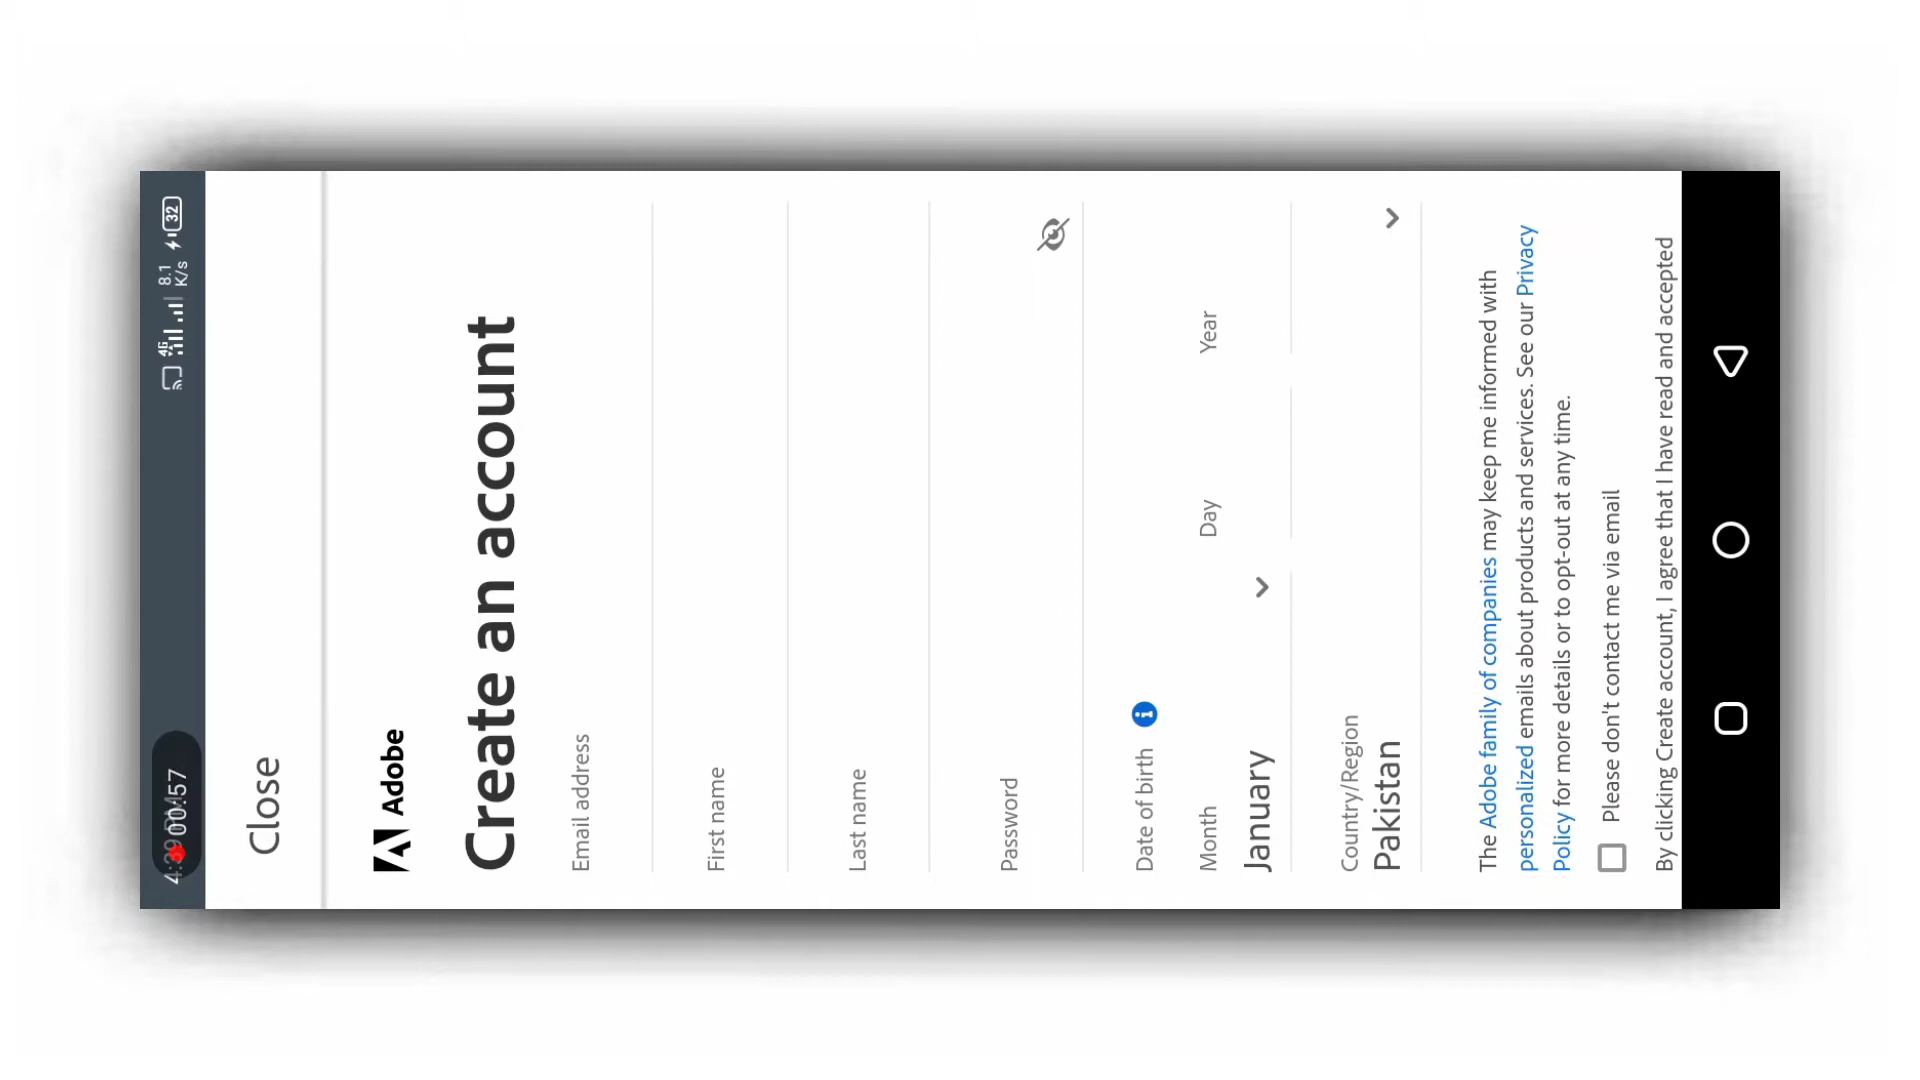 00:57
4G 8.1 K/s 32
Close
Adobe
Create an account
Email address
First name
Last name
Password
Date of birth
Month Day Year
January
Country/Region
Pakistan
The Adobe family of companies may keep me informed with
personalized emails about products and services. See our Privacy
Policy for more details or to opt-out at any time.
Please don't contact me via email
By clicking Create account, I agree that I have read and accepted